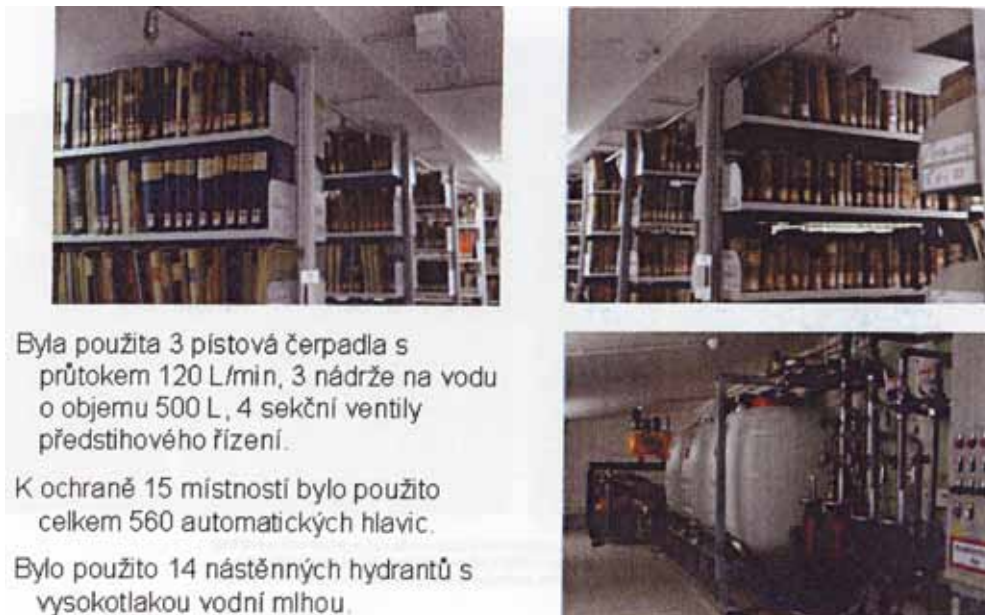 Byla použita 3 pístová čerpadla s
průtokem 120 L/min, 3 nádrže na vodu
o objemu 500 L, 4 sekční ventily
předstihového řízení.
K ochraně 15 místností bylo použito
celkem 560 automatických hlavic.
Bylo použito 14 nástěnných hydrantů s
vysokotlakou vodní mlhou.